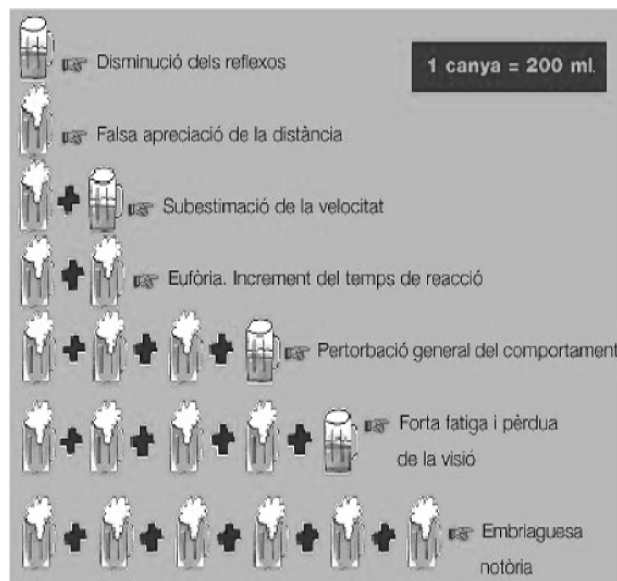 Disminució dels reflexos
1 canya = 200 ml.
Falsa apreciació de la distància
Subestimació de la velocitat
Eufòria. Increment del temps de reacció
Pertorbació general del comportament
Forta fatiga i pèrdua
de la visió
Embriaguesa
notòria